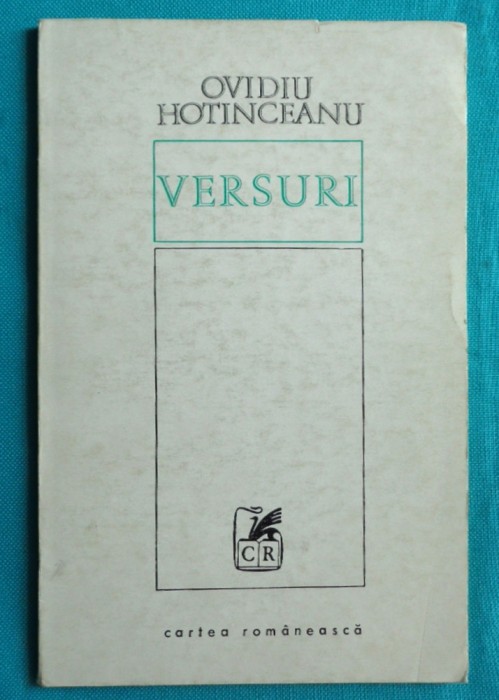 OVIDIU
HOTINCEANU
VERSURI
CR
cartea românească